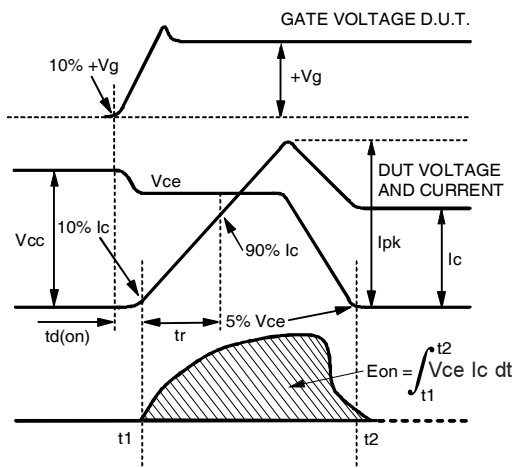 GATE VOLTAGE D.U.T.
10% +Vg
+Vg
Vce
DUT VOLTAGE
AND CURRENT
10% Ic
Vcc
90% Ic
Ipk
Ic
td(on)
tr
5% Vce
Eon = ∫ Vce Ic dt
t2
t1
t1
t2